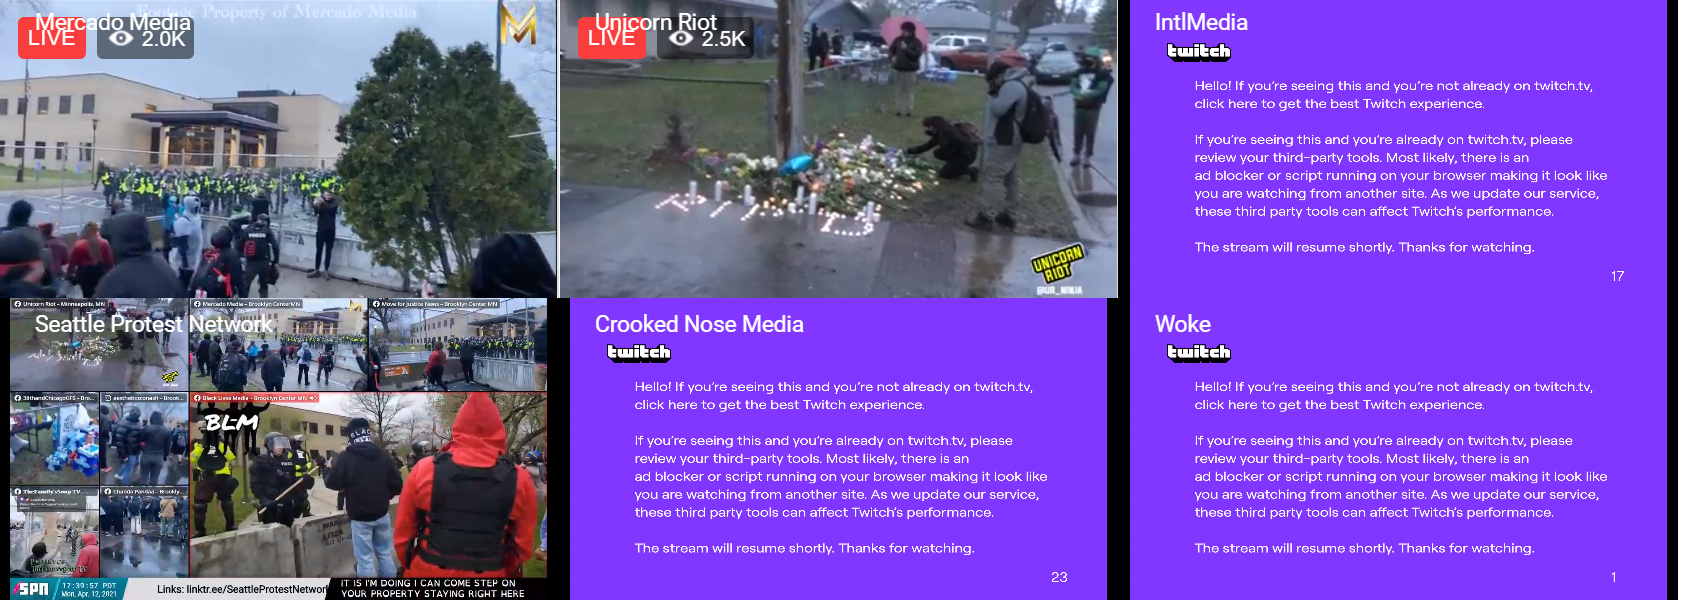 Footage Property of Mercado Media
Mercado Media
LIVE
2.0K
M
Unicorn Riot
LIVE
2.5K
UNICORN
RIOT
@UR_NINJA
IntlMedia
twitch
Hello! If you're seeing this and you're not already on twitch.tv,
click here to get the best Twitch experience.
If you're seeing this and you're already on twitch.tv, please
review your third-party tools. Most likely, there is an
ad blocker or script running on your browser making it look like
you are watching from another site. As we update our service,
these third party tools can affect Twitch's performance.
The stream will resume shortly. Thanks for watching.
17
Seattle Protest Network
Unicorn Riot - Minneapolis, MN
Mercado Media - Brooklyn Center MN
Move for Justice News - Brooklyn Center MN
38thandChicagoGFS - Bro...
Black Lives Media - Brooklyn Center MN
BLM
POLICE
SPN
17:39:57 PDT
Mon, Apr. 12, 2021
Links: linktr.ee/SeattleProtestNetwork
IT IS I'M DOING I CAN COME STEP ON
YOUR PROPERTY STAYING RIGHT HERE
Crooked Nose Media
twitch
Hello! If you're seeing this and you're not already on twitch.tv,
click here to get the best Twitch experience.
If you're seeing this and you're already on twitch.tv, please
review your third-party tools. Most likely, there is an
ad blocker or script running on your browser making it look like
you are watching from another site. As we update our service,
these third party tools can affect Twitch's performance.
The stream will resume shortly. Thanks for watching.
23
Woke
twitch
Hello! If you're seeing this and you're not already on twitch.tv,
click here to get the best Twitch experience.
If you're seeing this and you're already on twitch.tv, please
review your third-party tools. Most likely, there is an
ad blocker or script running on your browser making it look like
you are watching from another site. As we update our service,
these third party tools can affect Twitch's performance.
The stream will resume shortly. Thanks for watching.
1